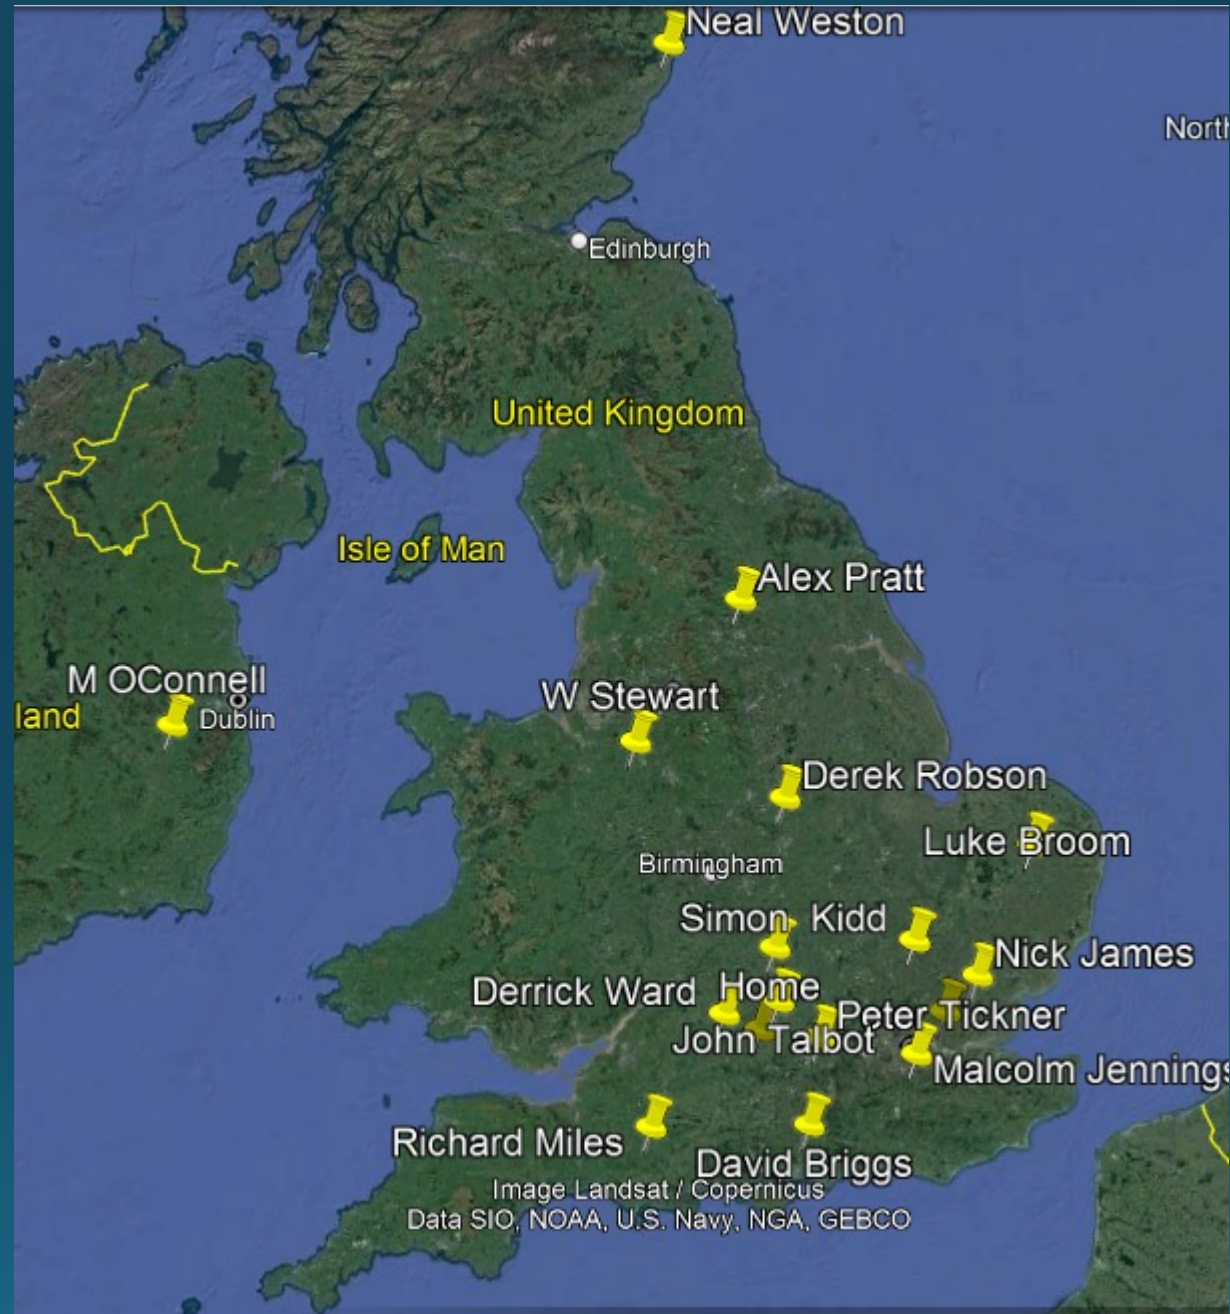 Neal Weston
North
Edinburgh
United Kingdom
Isle of Man
Alex Pratt
M OConnell
W Stewart
land
Dublin
Derek Robson
Luke Broom
Birmingham
Simon Kidd
Nick James
Derrick Ward
Home
Peter Tickner
John Talbot
Malcolm Jennings
Richard Miles
David Briggs
Image Landsat / Copernicus
Data SIO, NOAA, U.S. Navy, NGA, GEBCO